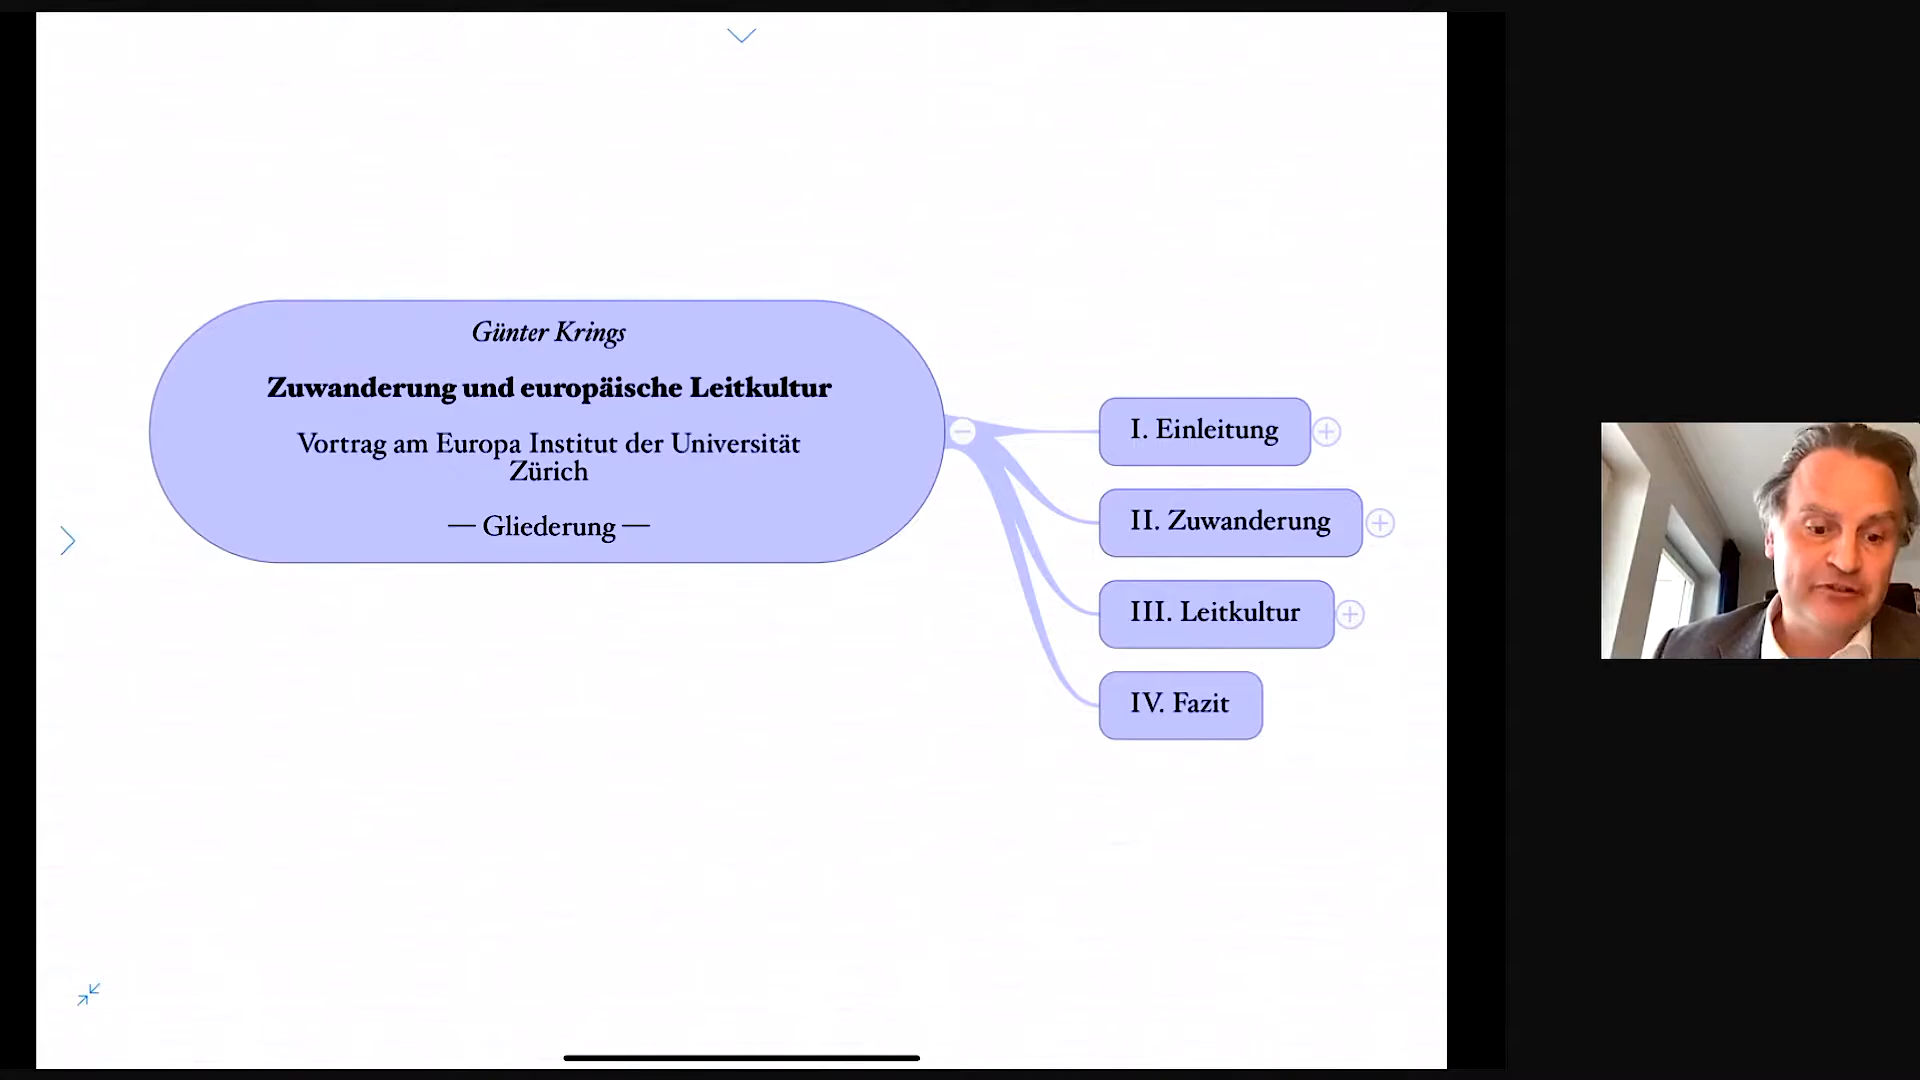 Günter Krings
Zuwanderung und europäische Leitkultur
Vortrag am Europa Institut der Universität
Zürich
— Gliederung —
I. Einleitung
II. Zuwanderung
III. Leitkultur
IV. Fazit